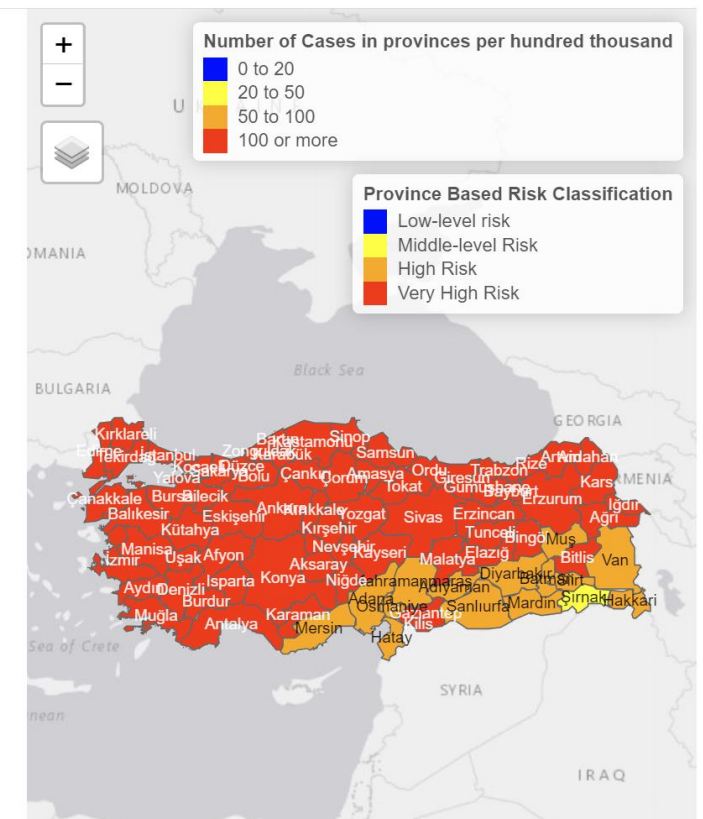 +
Number of Cases in provinces per hundred thousand
0 to 20
−
20 to 50
50 to 100
100 or more
MOLDOVA
Province Based Risk Classification
Low-level risk
Middle-level Risk
High Risk
Very High Risk
MANIA
Black Sea
BULGARIA
GEORGIA
Kırklareli
Tekirdağ
İstanbul
Zonguldak
Bartın
Kastamonu
Sinop
Karabük
Samsun
Kocaeli
Sakarya
Düzce
Yalova
Bolu
Çankırı
Çorum
Amasya
Tokat
Ordu
Giresun
Trabzon
Rize
Artvin
Ardahan
Gümüşhane
Bayburt
Erzurum
Kars
MENIA
Iğdır
Ağrı
Çanakkale
Bursa
Bilecik
Balıkesir
Eskişehir
Ankara
Kırıkkale
Yozgat
Sivas
Erzincan
Kütahya
Kırşehir
Tunceli
Bingöl
Muş
Manisa
İzmir
Uşak
Afyon
Nevşehir
Kayseri
Aksaray
Malatya
Elazığ
Bitlis
Van
Aydın
Denizli
Isparta
Konya
Niğde
Kahramanmaraş
Adıyaman
Diyarbakır
Batman
Siirt
Burdur
Muğla
Antalya
Karaman
Mersin
Adana
Osmaniye
Gaziantep
Kilis
Şanlıurfa
Mardin
Şırnak
Hakkari
Hatay
Sea of Crete
SYRIA
nean
IRAQ